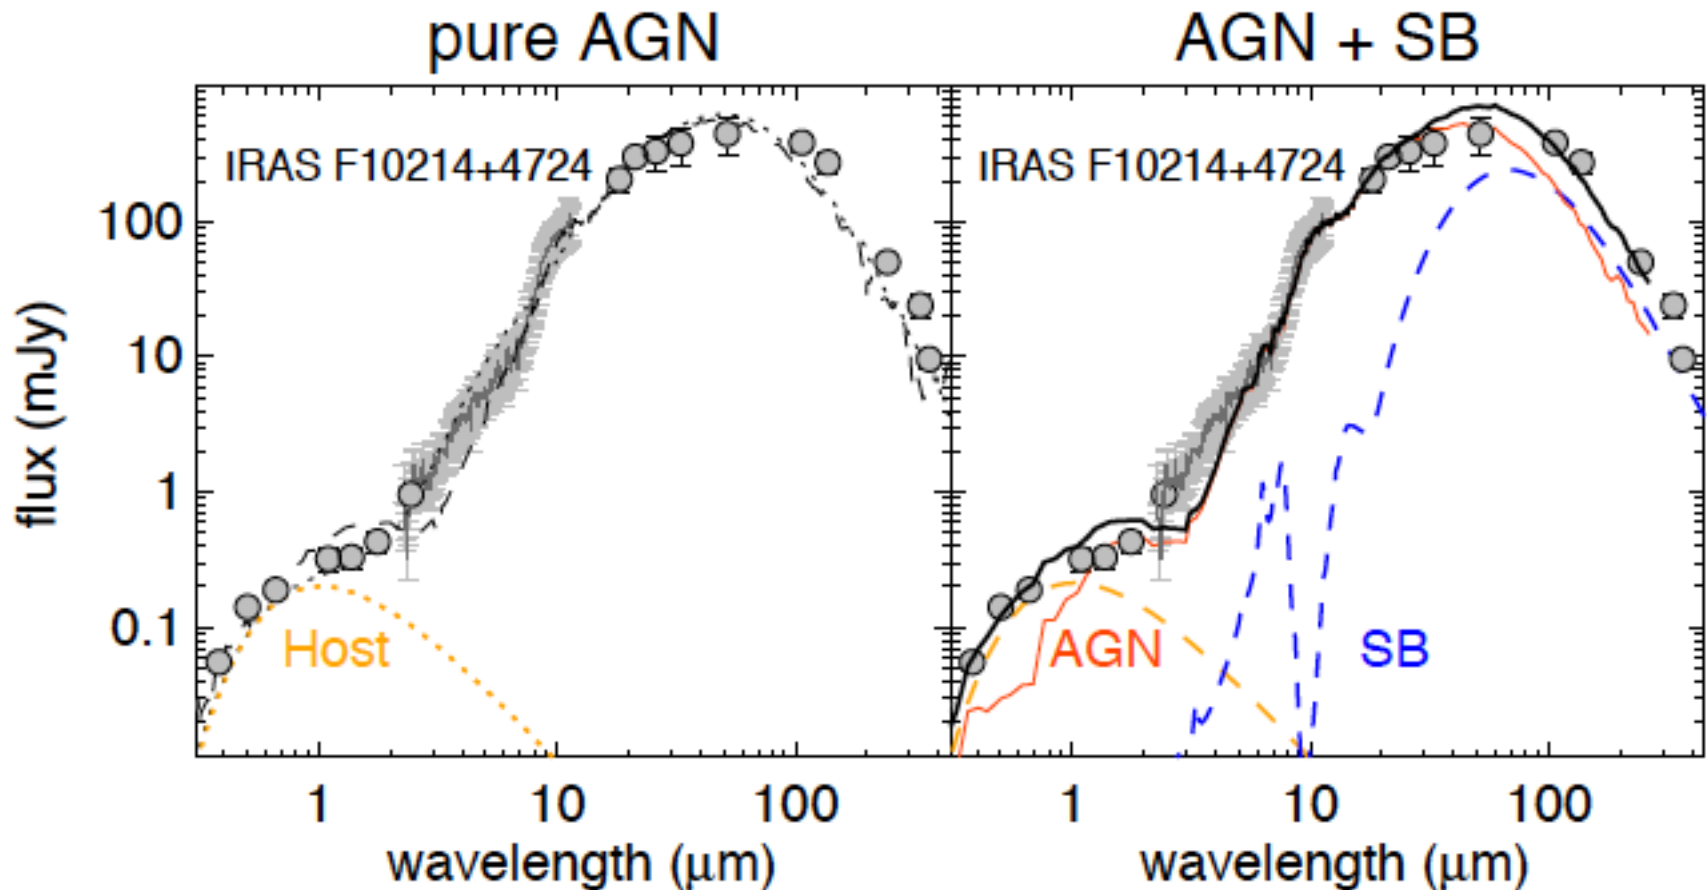 pure AGN
AGN + SB
IRAS F10214+4724
IRAS F10214+4724
100
10
1
0.1
flux (mJy)
Host
AGN
SB
1
10
100
1
10
100
wavelength (μm)
wavelength (μm)